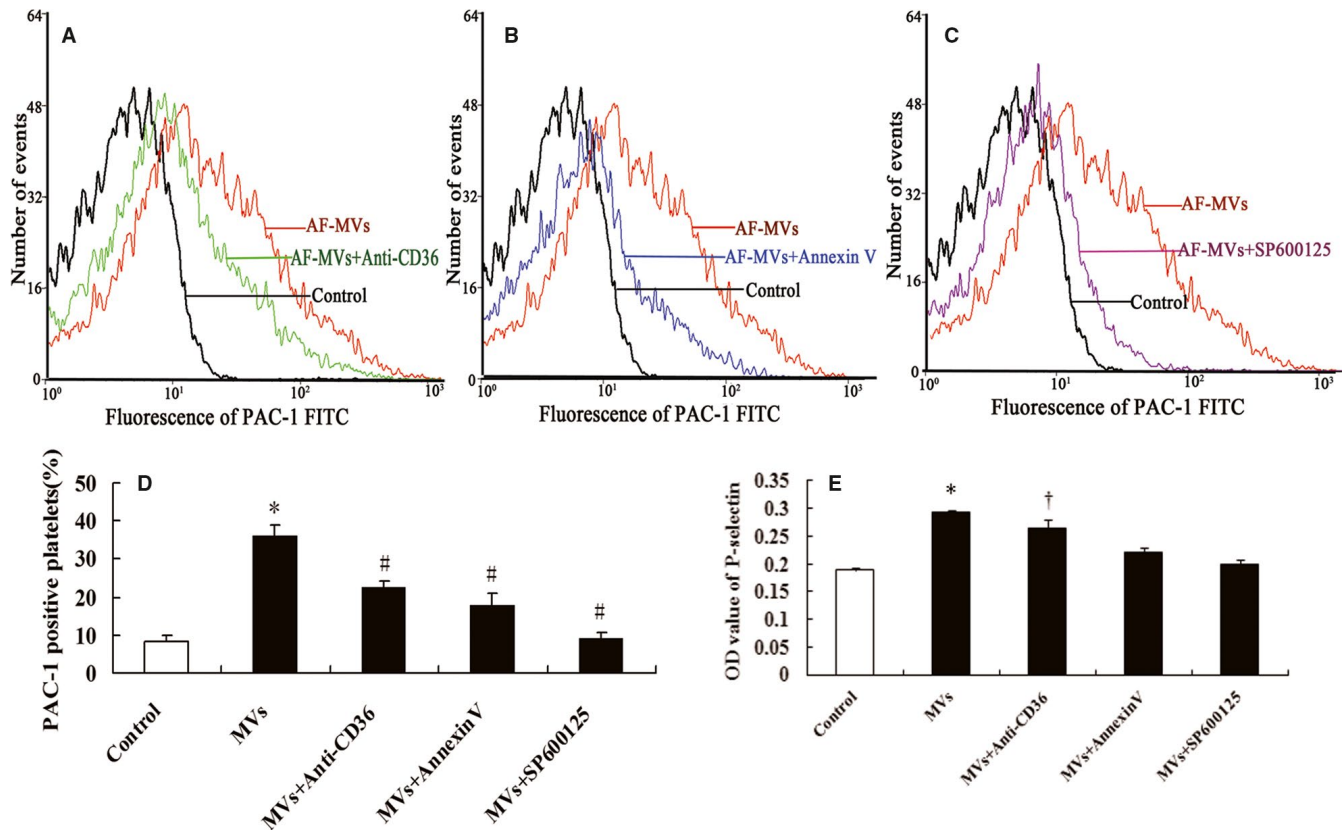 A
64
48
32
16
0
Number of events
AF-MVs
AF-MVs+Anti-CD36
Control
10⁰
10¹
10²
10³
Fluorescence of PAC-1 FITC
B
64
48
32
16
0
Number of events
AF-MVs
AF-MVs+Annexin V
Control
10⁰
10¹
10²
10³
Fluorescence of PAC-1 FITC
C
64
48
32
16
0
Number of events
AF-MVs
AF-MVs+SP600125
Control
10⁰
10¹
10²
10³
Fluorescence of PAC-1 FITC
D
PAC-1 positive platelets(%)
50
40
30
20
10
0
*
#
#
#
Control
MVs
MVs+Anti-CD36
MVs+AnnexinV
MVs+SP600125
E
OD value of P-selectin
0.35
0.3
0.25
0.2
0.15
0.1
0.05
0
*
†
Control
MVs
MVs+Anti-CD36
MVs+AnnexinV
MVs+SP600125